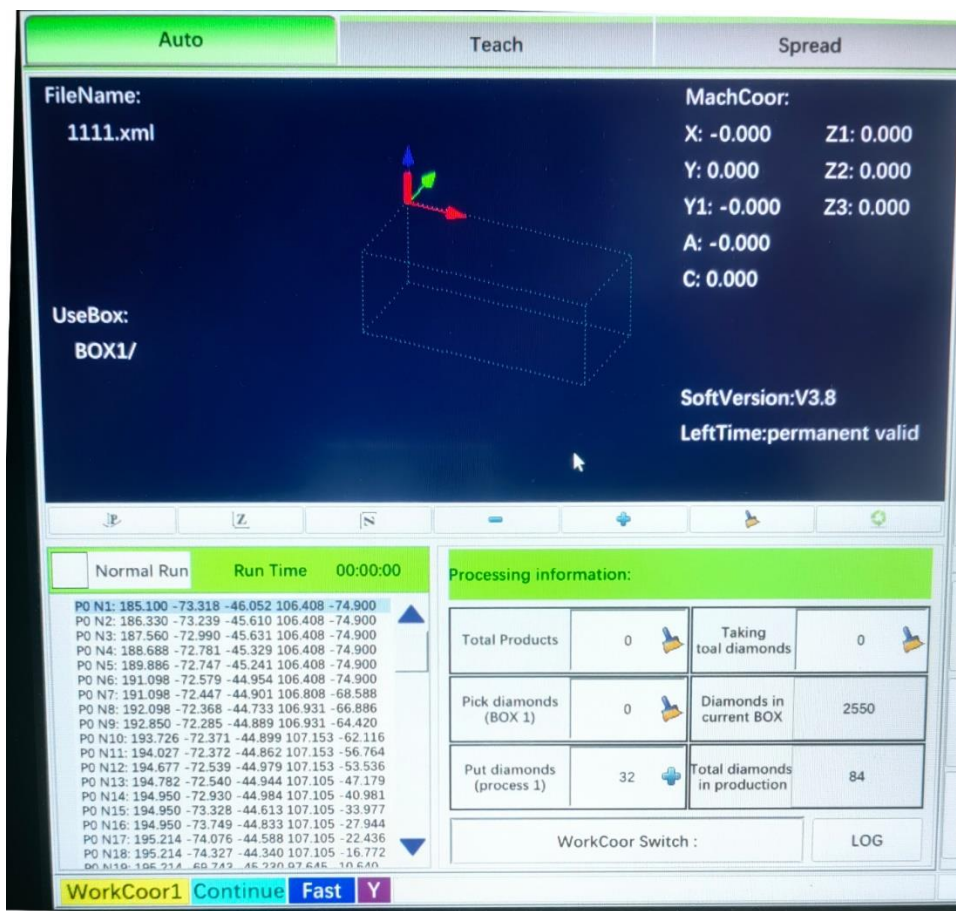 Auto Teach Spread
FileName:
1111.xml
MachCoor:
X: -0.000 Z1: 0.000
Y: 0.000 Z2: 0.000
Y1: -0.000 Z3: 0.000
A: -0.000
C: 0.000
UseBox:
BOX1/
SoftVersion:V3.8
LeftTime:permanent valid
P Z N
Normal Run Run Time 00:00:00
P0 N1: 185.100 -73.318 -46.052 106.408 -74.900
P0 N2: 186.330 -73.239 -45.610 106.408 -74.900
P0 N3: 187.560 -72.990 -45.631 106.408 -74.900
P0 N4: 188.688 -72.781 -45.329 106.408 -74.900
P0 N5: 189.886 -72.747 -45.241 106.408 -74.900
P0 N6: 191.098 -72.579 -44.954 106.408 -74.900
P0 N7: 191.098 -72.447 -44.901 106.808 -68.588
P0 N8: 192.098 -72.368 -44.733 106.931 -66.886
P0 N9: 192.850 -72.285 -44.889 106.931 -64.420
P0 N10: 193.726 -72.371 -44.899 107.153 -62.116
P0 N11: 194.027 -72.372 -44.862 107.153 -56.764
P0 N12: 194.677 -72.539 -44.979 107.153 -53.536
P0 N13: 194.782 -72.540 -44.944 107.105 -47.179
P0 N14: 194.950 -72.930 -44.984 107.105 -40.981
P0 N15: 194.950 -73.328 -44.613 107.105 -33.977
P0 N16: 194.950 -73.749 -44.833 107.105 -27.944
P0 N17: 195.214 -74.076 -44.588 107.105 -22.436
P0 N18: 195.214 -74.327 -44.340 107.105 -16.772
P0 N19: 195.214
Processing information:
Total Products 0
Taking
toal diamonds 0
Pick diamonds
(BOX 1) 0
Diamonds in
current BOX 2550
Put diamonds
(process 1) 32
Total diamonds
in production 84
WorkCoor Switch : LOG
WorkCoor1 Continue Fast Y